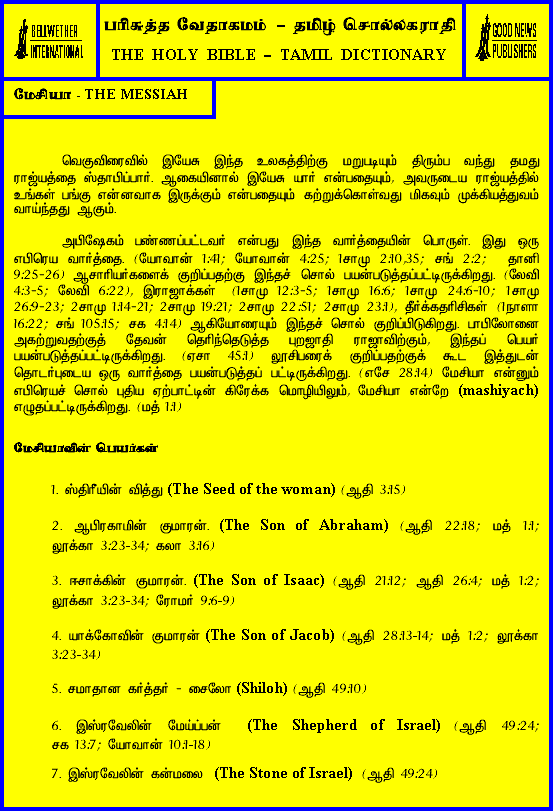 BELLWETHER
INTERNATIONAL
பரிசுத்த வேதாகமம் – தமிழ் சொல்லகராதி
THE HOLY BIBLE – TAMIL DICTIONARY
GOOD NEWS
PUBLISHERS
மேசியா - THE MESSIAH
வெகுவிரைவில் இயேசு இந்த உலகத்திற்கு மறுபடியும் திரும்ப வந்து தமது
ராஜ்யத்தை ஸ்தாபிப்பார். ஆகையினால் இயேசு யார் என்பதையும், அவருடைய ராஜ்யத்தில்
உங்கள் பங்கு என்னவாக இருக்கும் என்பதையும் கற்றுக்கொள்வது மிகவும் முக்கியத்துவம்
வாய்ந்தது ஆகும்.
அபிஷேகம் பண்ணப்பட்டவர் என்பது இந்த வார்த்தையின் பொருள். இது ஒரு
எபிரெய வார்த்தை. (யோவான் 1:41; யோவான் 4:25; 1சாமு 2:10,35; சங் 2:2; தானி
9:25-26) ஆசாரியர்களைக் குறிப்பதற்கு இந்தச் சொல் பயன்படுத்தப்பட்டிருக்கிறது. (லேவி
4:3-5; லேவி 6:22), இராஜாக்கள் (1சாமு 12:3-5; 1சாமு 16:6; 1சாமு 24:6-10; 1சாமு
26:9-23; 2சாமு 1:14-21; 2சாமு 19:21; 2சாமு 22:51; 2சாமு 23:1), தீர்க்கதரிசிகள் (1நாளா
16:22; சங் 105:15; சக 4:14) ஆகியோரையும் இந்தச் சொல் குறிப்பிடுகிறது. பாபிலோனை
அகற்றுவதற்குத் தேவன் தெரிந்தெடுத்த புறஜாதி ராஜாவிற்கும், இந்தப் பெயர்
பயன்படுத்தப்பட்டிருக்கிறது. (ஏசா 45:1) லூசிபரைக் குறிப்பதற்குக் கூட இத்துடன்
தொடர்புடைய ஒரு வார்த்தை பயன்படுத்தப் பட்டிருக்கிறது. (எசே 28:14) மேசியா என்னும்
எபிரெயச் சொல் புதிய ஏற்பாட்டின் கிரேக்க மொழியிலும், மேசியா என்றே (mashiyach)
எழுதப்பட்டிருக்கிறது. (மத் 1:1)
மேசியாவின் பெயர்கள்
1. ஸ்திரீயின் வித்து (The Seed of the woman) (ஆதி 3:15)
2. ஆபிரகாமின் குமாரன். (The Son of Abraham) (ஆதி 22:18; மத் 1:1;
லூக்கா 3:23-34; கலா 3:16)
3. ஈசாக்கின் குமாரன். (The Son of Isaac) (ஆதி 21:12; ஆதி 26:4; மத் 1:2;
லூக்கா 3:23-34; ரோமர் 9:6-9)
4. யாக்கோவின் குமாரன் (The Son of Jacob) (ஆதி 28:13-14; மத் 1:2; லூக்கா
3:23-34)
5. சமாதான கர்த்தர் - சைலோ (Shiloh) (ஆதி 49:10)
6. இஸ்ரவேலின் மேய்ப்பன் (The Shepherd of Israel) (ஆதி 49:24;
சக 13:7; யோவான் 10:1-18)
7. இஸ்ரவேலின் கன்மலை (The Stone of Israel) (ஆதி 49:24)